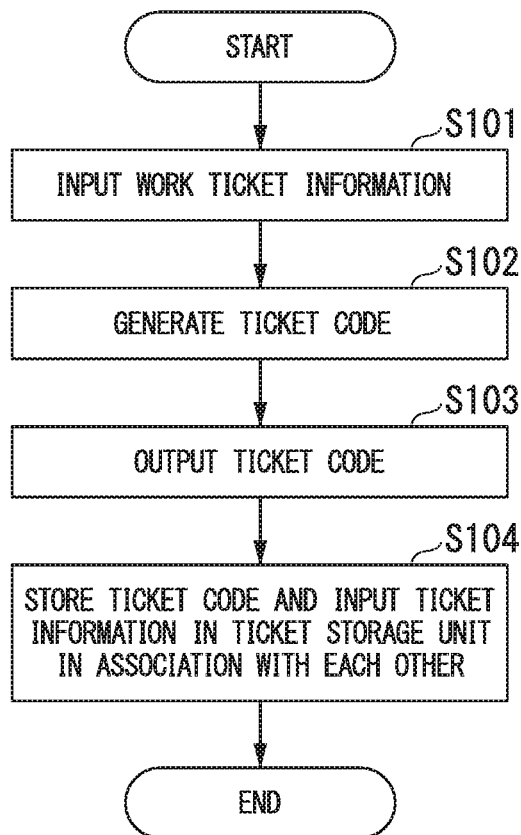 START
S101
INPUT WORK TICKET INFORMATION
S102
GENERATE TICKET CODE
S103
OUTPUT TICKET CODE
S104
STORE TICKET CODE AND INPUT TICKET
INFORMATION IN TICKET STORAGE UNIT
IN ASSOCIATION WITH EACH OTHER
END